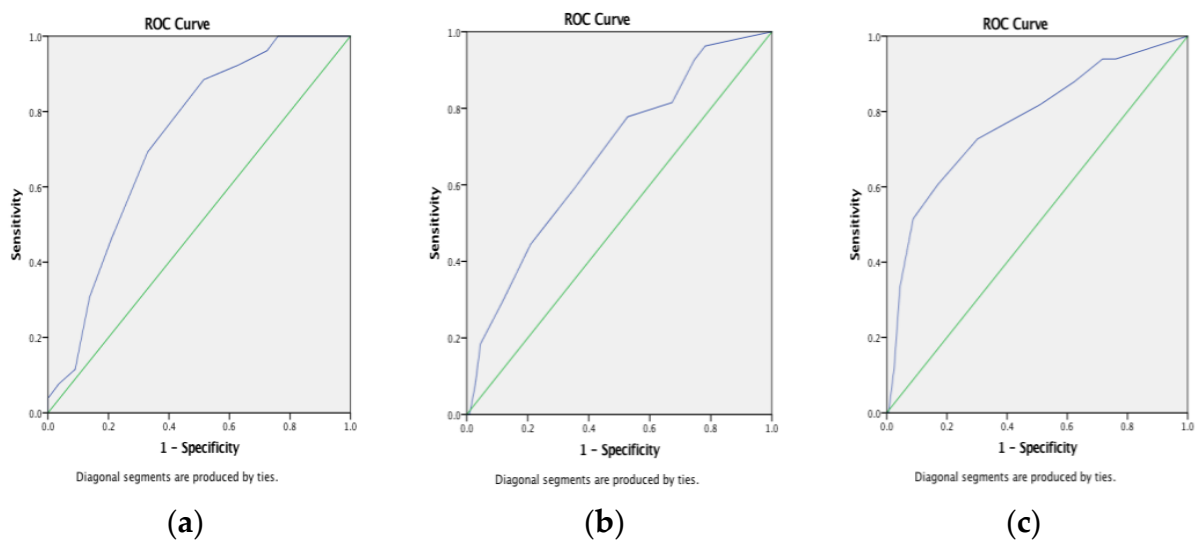 ROC Curve
1.0
0.8
0.6
0.4
0.2
0.0
Sensitivity
0.0 0.2 0.4 0.6 0.8 1.0
1 - Specificity
Diagonal segments are produced by ties.
(a)
ROC Curve
1.0
0.8
0.6
0.4
0.2
0.0
Sensitivity
0.0 0.2 0.4 0.6 0.8 1.0
1 - Specificity
Diagonal segments are produced by ties.
(b)
ROC Curve
1.0
0.8
0.6
0.4
0.2
0.0
Sensitivity
0.0 0.2 0.4 0.6 0.8 1.0
1 - Specificity
Diagonal segments are produced by ties.
(c)